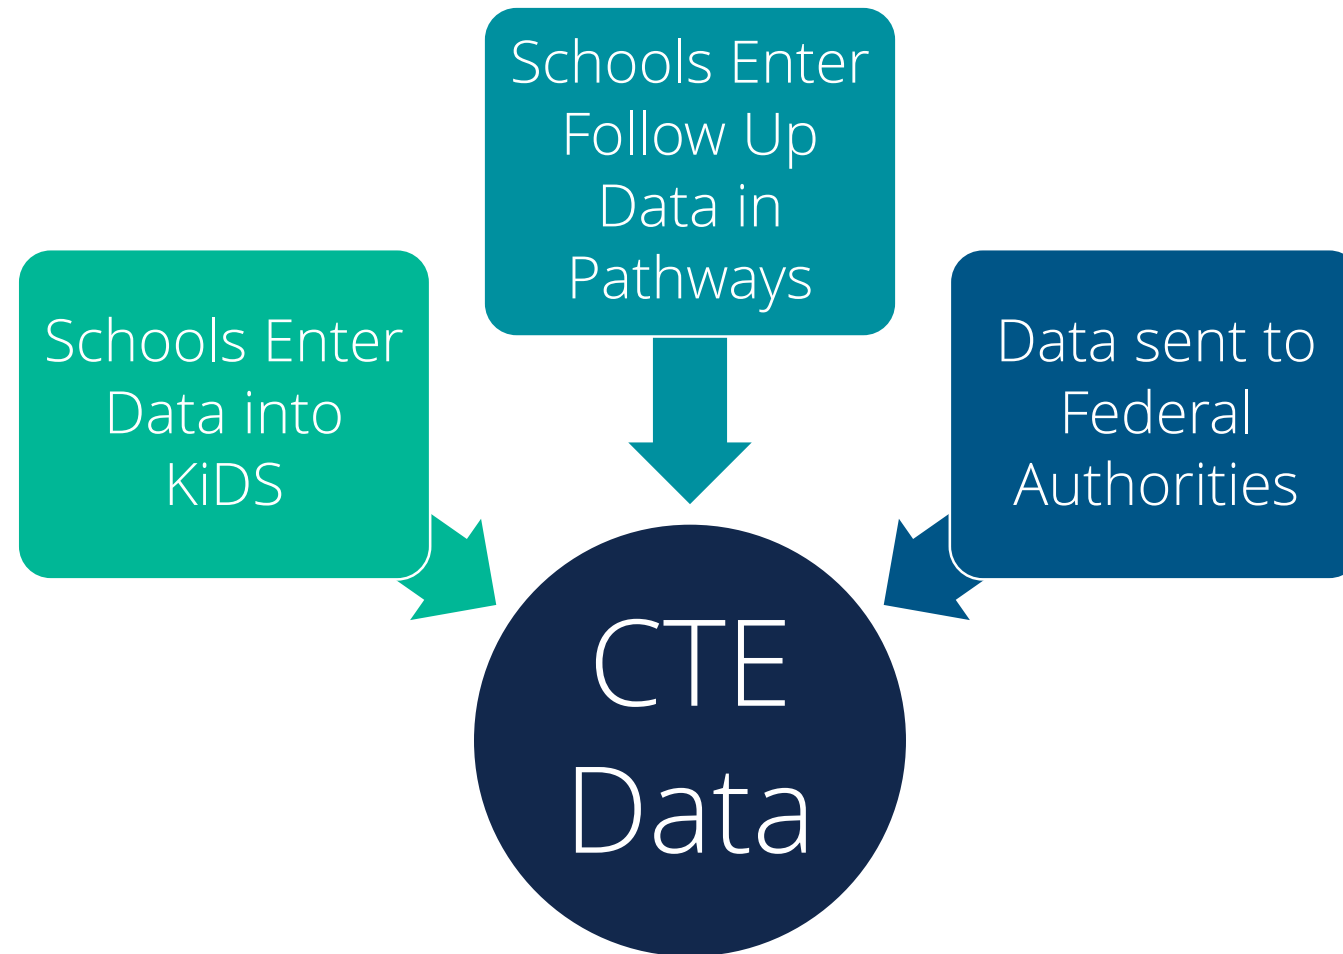 Schools Enter
Data into
KiDS
Schools Enter
Follow Up
Data in
Pathways
Data sent to
Federal
Authorities
CTE
Data